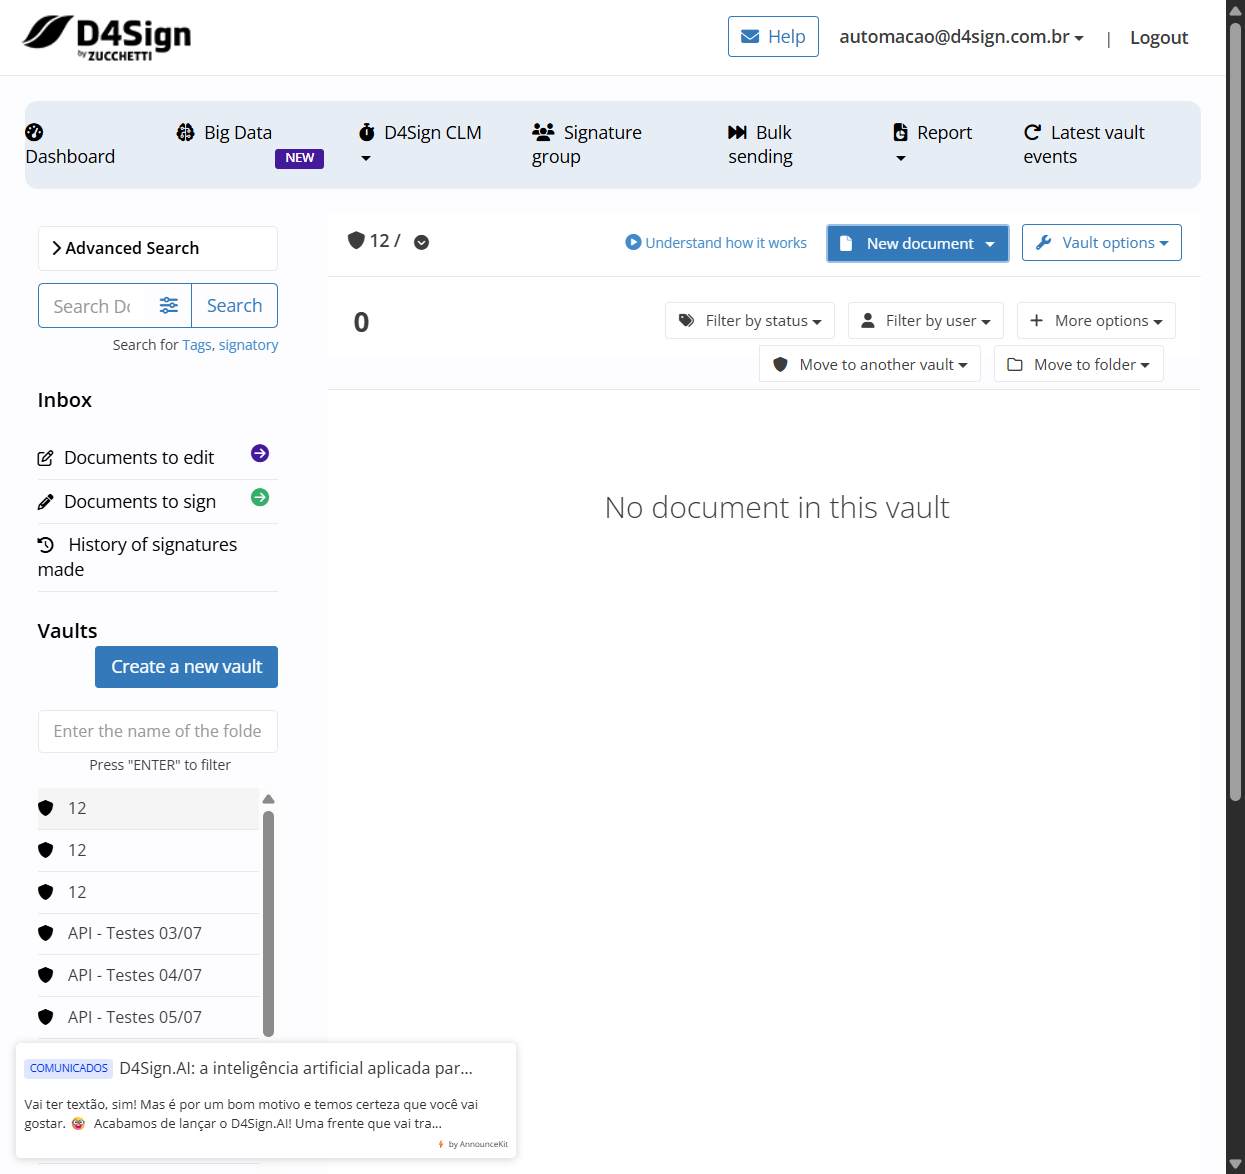 D4Sign
by ZUCCHETTI
Help
automacao@d4sign.com.br
|
Logout
Dashboard
Big Data
NEW
D4Sign CLM
Signature
group
Bulk
sending
Report
Latest vault
events
Advanced Search
Search Do
Search
Search for Tags, signatory
Inbox
Documents to edit
Documents to sign
History of signatures
made
Vaults
Create a new vault
Enter the name of the folde
Press "ENTER" to filter
12
12
12
API - Testes 03/07
API - Testes 04/07
API - Testes 05/07
12 /
Understand how it works
New document
Vault options
0
Filter by status
Filter by user
More options
Move to another vault
Move to folder
No document in this vault
COMUNICADOS D4Sign.AI: a inteligência artificial aplicada par...
Vai ter textão, sim! Mas é por um bom motivo e temos certeza que você vai
gostar. 🤩 Acabamos de lançar o D4Sign.AI! Uma frente que vai tra...
by AnnounceKit